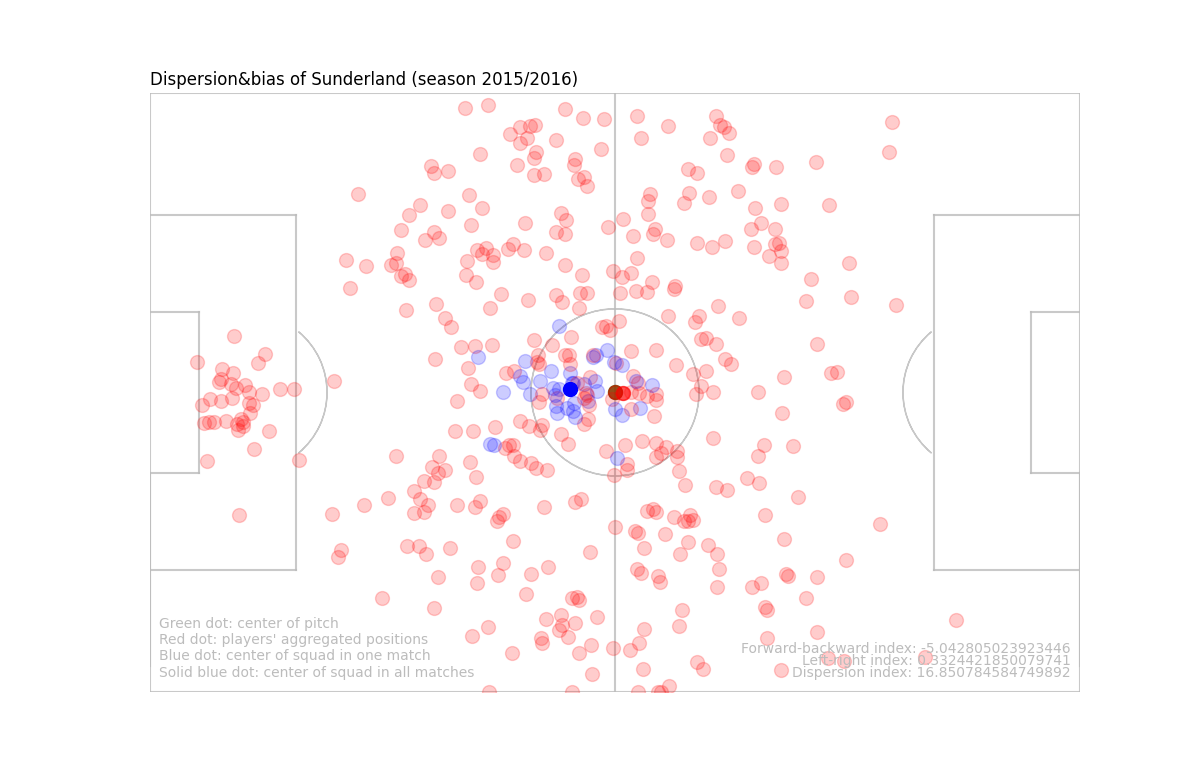 Dispersion&bias of Sunderland (season 2015/2016)
Green dot: center of pitch
Red dot: players' aggregated positions
Blue dot: center of squad in one match
Solid blue dot: center of squad in all matches
Forward-backward index: -5.042805023923446
Left-right index: 0.3324421850079741
Dispersion index: 16.850784584749892